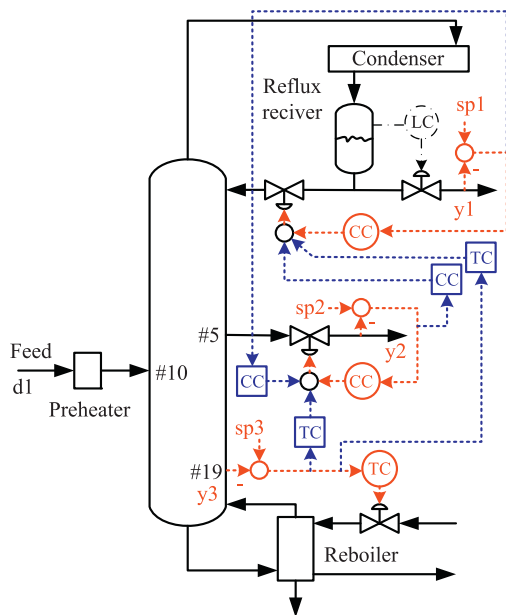 Condenser
Reflux
reciver
LC
sp1
-
y1
CC
TC
CC
sp2
-
#5
y2
Feed
d1
#10
Preheater
CC
CC
TC
sp3
#19
-
y3
TC
Reboiler